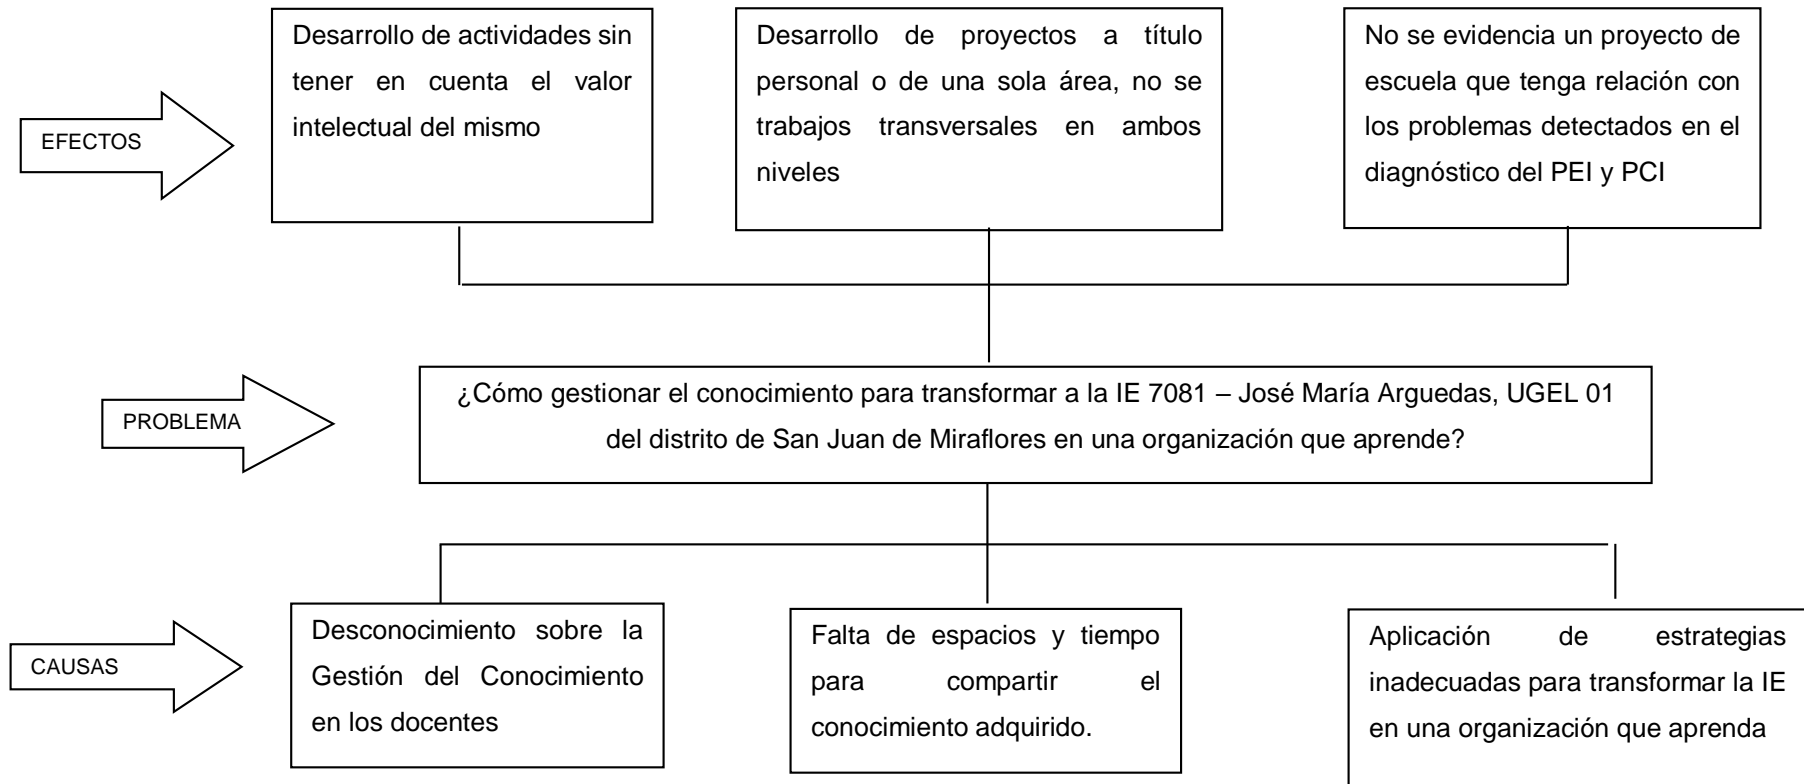 Desarrollo de actividades sin
tener en cuenta el valor
intelectual del mismo
Desarrollo de proyectos a título
personal o de una sola área, no se
trabajos transversales en ambos
niveles
No se evidencia un proyecto de
escuela que tenga relación con
los problemas detectados en el
diagnóstico del PEI y PCI
EFECTOS
¿Cómo gestionar el conocimiento para transformar a la IE 7081 – José María Arguedas, UGEL 01
del distrito de San Juan de Miraflores en una organización que aprende?
PROBLEMA
Desconocimiento sobre la
Gestión del Conocimiento
en los docentes
Falta de espacios y tiempo
para compartir el
conocimiento adquirido.
Aplicación de estrategias
inadecuadas para transformar la IE
en una organización que aprenda
CAUSAS